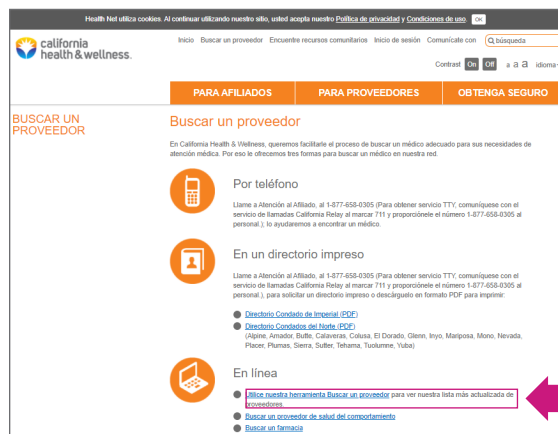 Health Net utiliza cookies. Al continuar utilizando nuestro sitio, usted acepta nuestro Política de privacidad y Condiciones de uso. OK
california
health & wellness.
Inicio Buscar un proveedor Encuentre recursos comunitarios Inicio de sesión Comunícate con búsqueda
Contrast On Off a a a idioma
PARA AFILIADOS PARA PROVEEDORES OBTENGA SEGURO
BUSCAR UN
PROVEEDOR
Buscar un proveedor
En California Health & Wellness, queremos facilitarle el proceso de buscar un médico adecuado para sus necesidades de
atención médica. Por eso le ofrecemos tres formas para buscar un médico en nuestra red.
Por teléfono
Llame a Atención al Afiliado, al 1-877-658-0305 (Para obtener servicio TTY, comuníquese con el
servicio de llamadas California Relay al marcar 711 y proporciónele el número 1-877-658-0305 al
personal.); lo ayudaremos a encontrar un médico.
En un directorio impreso
Llame a Atención al Afiliado, al 1-877-658-0305 (Para obtener servicio TTY, comuníquese con el
servicio de llamadas California Relay al marcar 711 y proporciónele el número 1-877-658-0305 al
personal.), para solicitar un directorio impreso o descárguelo en formato PDF para imprimir:
Directorio Condado de Imperial (PDF)
Directorio Condados del Norte (PDF)
(Alpine, Amador, Butte, Calaveras, Colusa, El Dorado, Glenn, Inyo, Mariposa, Mono, Nevada,
Placer, Plumas, Sierra, Sutter, Tehama, Tuolumne, Yuba)
En línea
Utilice nuestra herramienta Buscar un proveedor para ver nuestra lista más actualizada de
proveedores.
Buscar un proveedor de salud del comportamiento
Buscar un farmacia